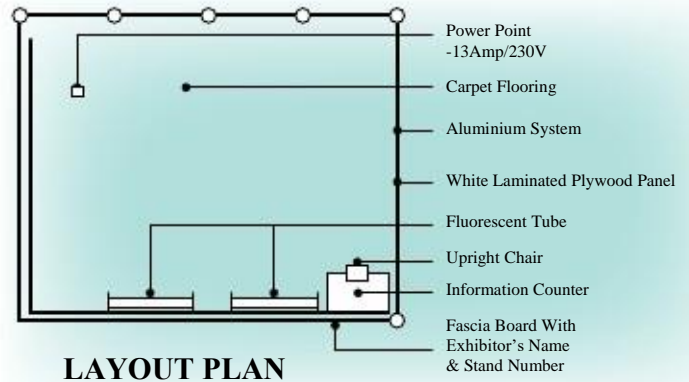 Power Point
-13Amp/230V
Carpet Flooring
Aluminium System
White Laminated Plywood Panel
Fluorescent Tube
Upright Chair
Information Counter
Fascia Board With
Exhibitor's Name
& Stand Number
LAYOUT PLAN